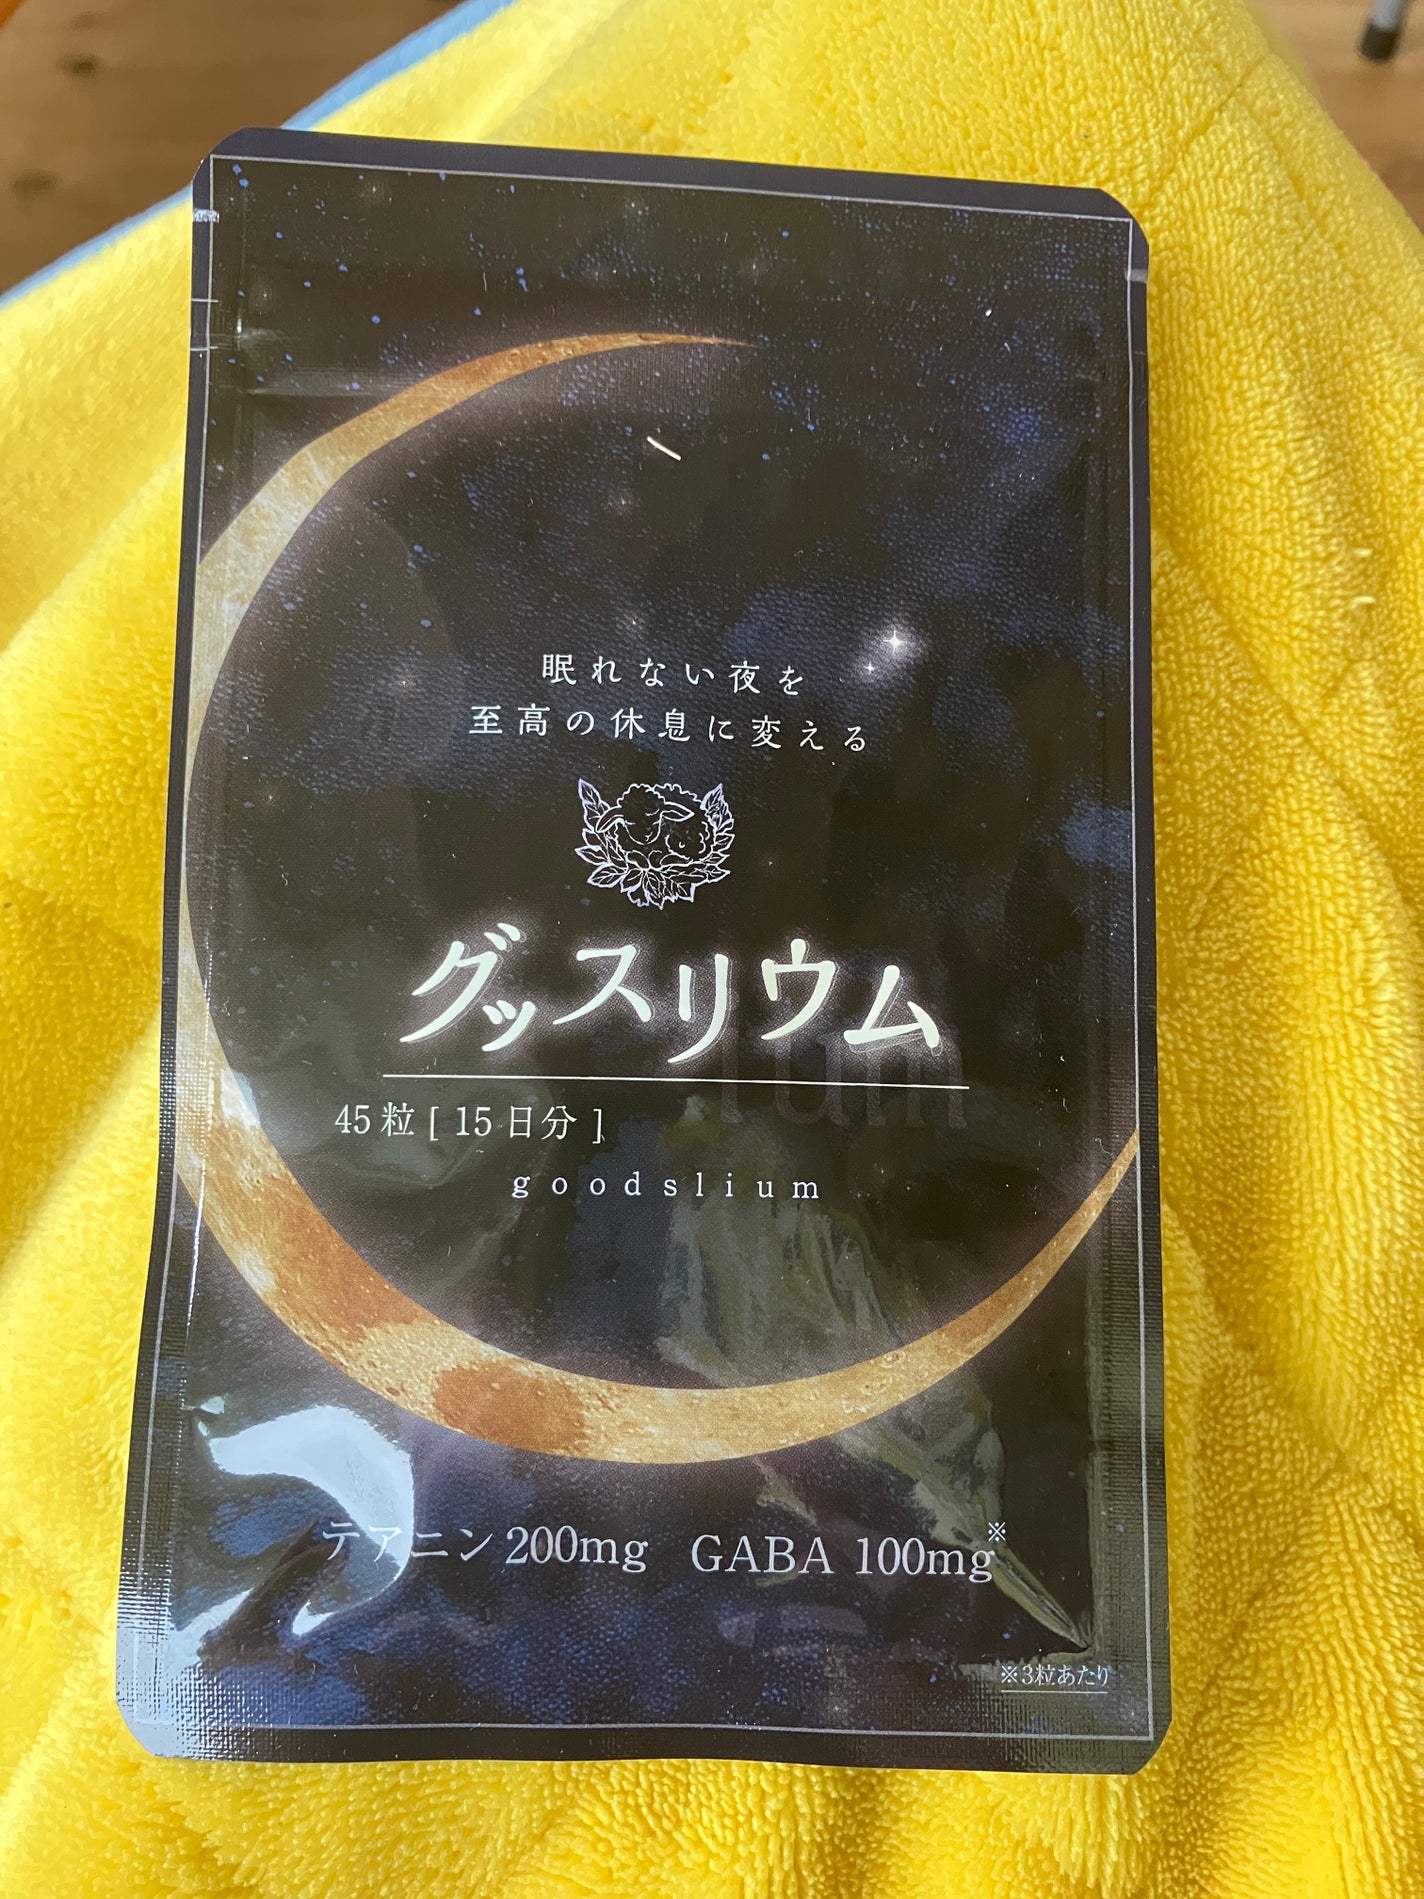 眠れない夜を
至高の休息に変える
グッスリウム
45粒[15日分]
goodslium
テアニン200mg GABA 100mg※
※3粒あたり